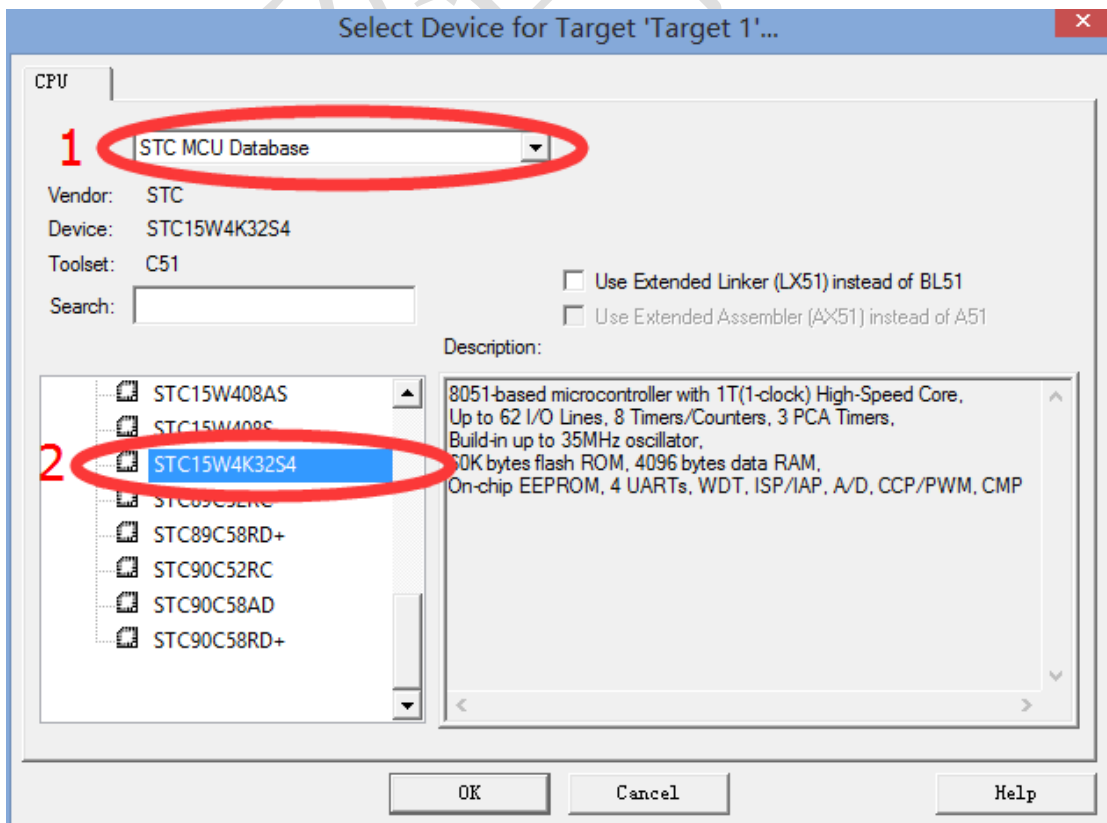 Select Device for Target 'Target 1'...
CPU
1
STC MCU Database
Vendor: STC
Device: STC15W4K32S4
Toolset: C51
Search:
Use Extended Linker (LX51) instead of BL51
Use Extended Assembler (AX51) instead of A51
Description:
STC15W408AS
STC15W408S
2
STC15W4K32S4
STC89C52RC
STC89C58RD+
STC90C52RC
STC90C58AD
STC90C58RD+
8051-based microcontroller with 1T(1-clock) High-Speed Core,
Up to 62 I/O Lines, 8 Timers/Counters, 3 PCA Timers,
Build-in up to 35MHz oscillator,
60K bytes flash ROM, 4096 bytes data RAM,
On-chip EEPROM, 4 UARTs, WDT, ISP/IAP, A/D, CCP/PWM, CMP
OK
Cancel
Help